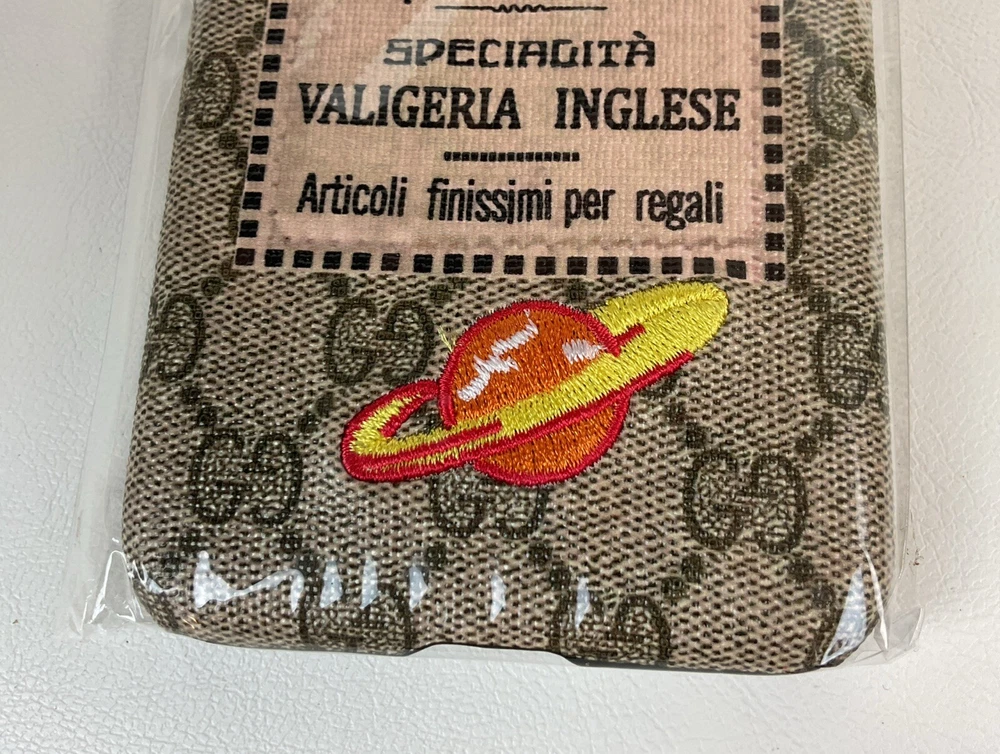 SPECIALITÀ
VALIGERIA INGLESE
Articoli finissimi per regali